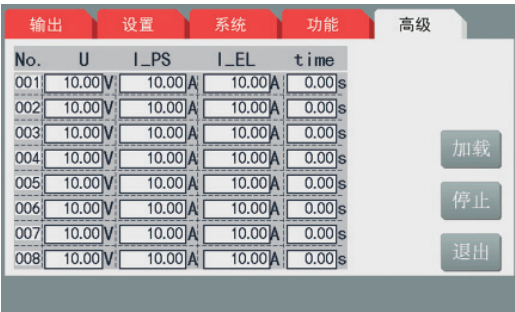 输出 设置 系统 功能 高级
No. U I_PS I_EL time
001 10.00 V 10.00 A 10.00 A 0.00 s
002 10.00 V 10.00 A 10.00 A 0.00 s
003 10.00 V 10.00 A 10.00 A 0.00 s
004 10.00 V 10.00 A 10.00 A 0.00 s
005 10.00 V 10.00 A 10.00 A 0.00 s
006 10.00 V 10.00 A 10.00 A 0.00 s
007 10.00 V 10.00 A 10.00 A 0.00 s
008 10.00 V 10.00 A 10.00 A 0.00 s
加载
停止
退出